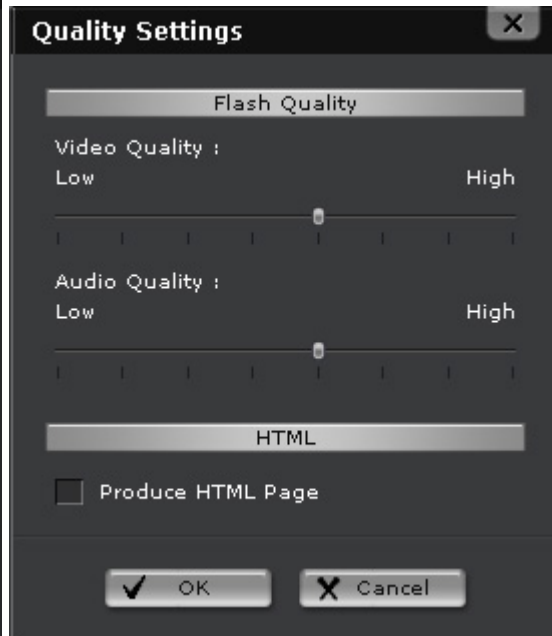 Quality Settings
Flash Quality
Video Quality :
Low High
Audio Quality :
Low High
HTML
Produce HTML Page
OK Cancel